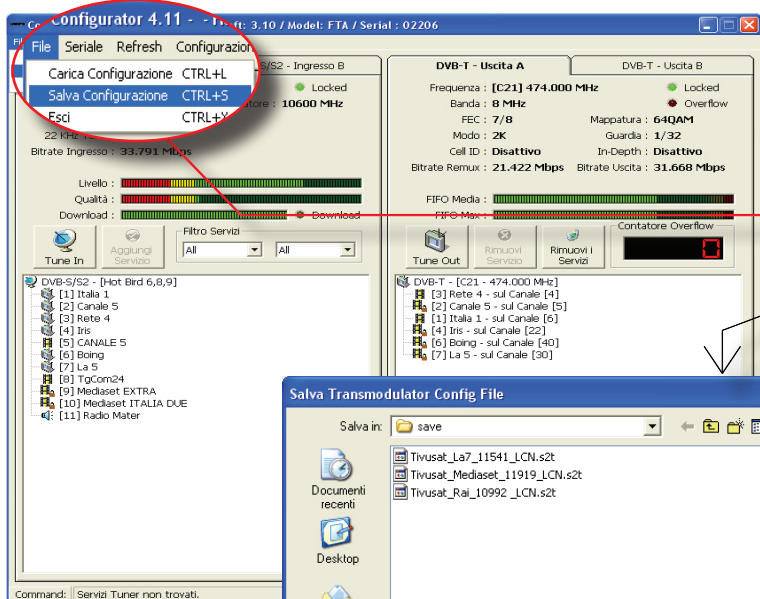 Configurator 4.11 - - Firm
ft: 3.10 / Model: FTA / Serial : 02206
File Seriale Refresh Configurazion
Carica Configurazione CTRL+L
Salva Configurazione CTRL+S
Esci CTRL+X
S/S2 - Ingresso B
Locked
10600 MHz
22 KHz
Bitrate Ingresso : 33.791 Mbps
Livello :
Qualità :
Download : Download
Tune In
Aggiungi Servizio
Filtro Servizi
All All
DVB-S/S2 - [Hot Bird 6,8,9]
[1] Italia 1
[2] Canale 5
[3] Rete 4
[4] Iris
[5] CANALE 5
[6] Boing
[7] La 5
[8] TgCom24
[9] Mediaset EXTRA
[10] Mediaset ITALIA DUE
[11] Radio Mater
Command: Servizi Tuner non trovati.
DVB-T - Uscita A DVB-T - Uscita B
Frequenza : [C21] 474.000 MHz Locked
Banda : 8 MHz Overflow
FEC : 7/8 Mappatura : 64QAM
Modo : 2K Guardia : 1/32
Cell ID : Disattivo In-Depth : Disattivo
Bitrate Remux : 21.422 Mbps Bitrate Uscita : 31.668 Mbps
FIFO Media :
FIFO Max :
Tune Out
Rimuovi Servizio
Rimuovi i Servizi
Contatore Overflow
0
DVB-T - [C21 - 474.000 MHz]
[3] Rete 4 - sul Canale [4]
[2] Canale 5 - sul Canale [5]
[1] Italia 1 - sul Canale [6]
[4] Iris - sul Canale [22]
[6] Boing - sul Canale [40]
[7] La 5 - sul Canale [30]
Salva Transmodulator Config File
Salva in: save
Tivusat_La7_11541_LCN.s2t
Tivusat_Mediaset_11919_LCN.s2t
Tivusat_Rai_10992 _LCN.s2t
Documenti recenti
Desktop